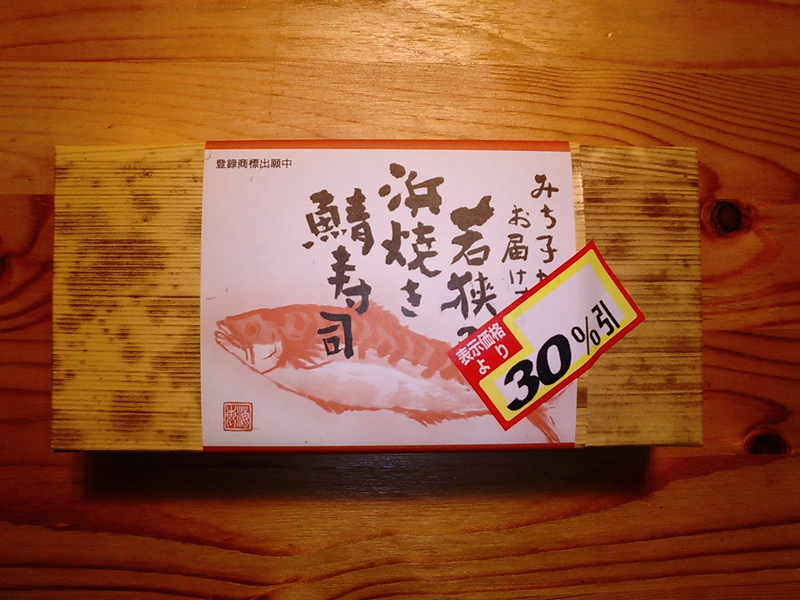 登録商標出願中
みち子が
お届けす
若狭の
浜焼き
鯖寿司
表示価格
より
30%引